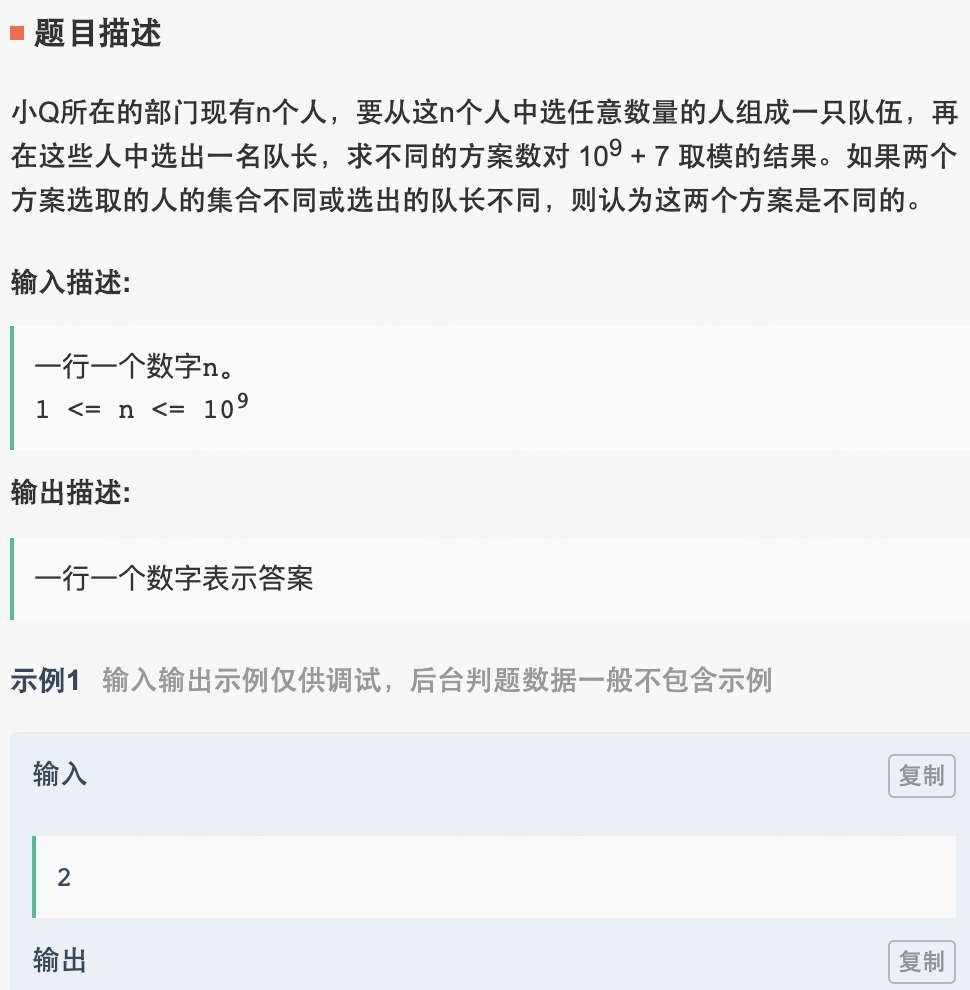 题目描述
小Q所在的部门现有n个人，要从这n个人中选任意数量的人组成一只队伍，再
在这些人中选出一名队长，求不同的方案数对 10⁹ + 7 取模的结果。如果两个
方案选取的人的集合不同或选出的队长不同，则认为这两个方案是不同的。
输入描述:
一行一个数字n。
1 <= n <= 10⁹
输出描述:
一行一个数字表示答案
示例1 输入输出示例仅供调试，后台判题数据一般不包含示例
输入 复制
2
输出 复制